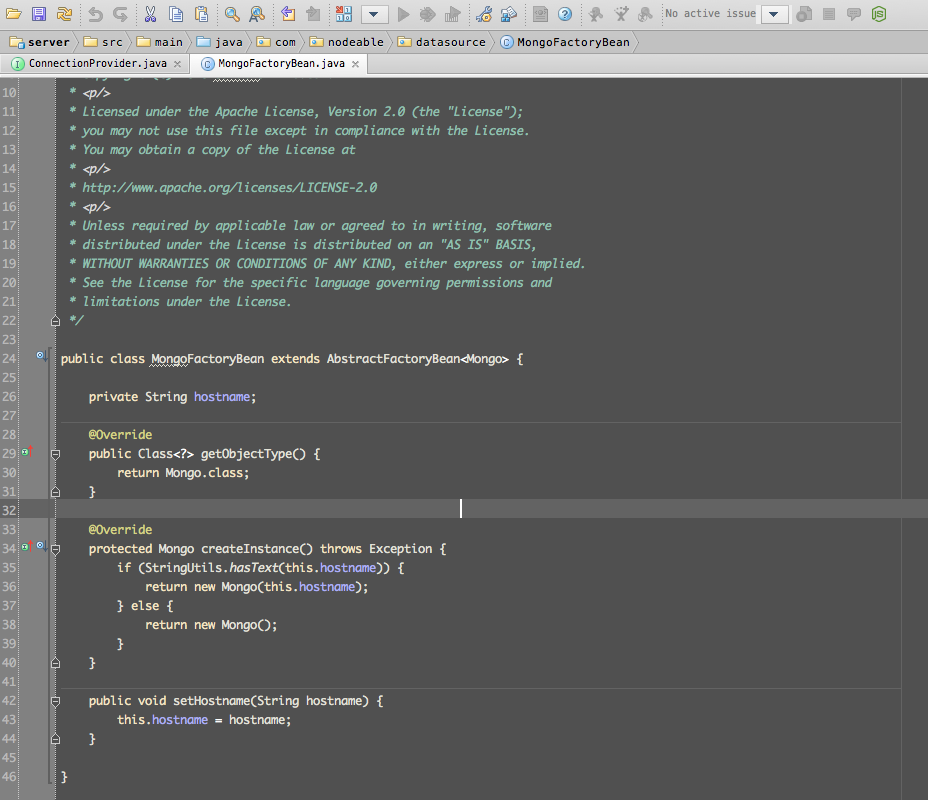 No active issue
server src main java com nodeable datasource MongoFactoryBean
ConnectionProvider.java MongoFactoryBean.java
10 * <p/>
11 * Licensed under the Apache License, Version 2.0 (the "License");
12 * you may not use this file except in compliance with the License.
13 * You may obtain a copy of the License at
14 * <p/>
15 * http://www.apache.org/licenses/LICENSE-2.0
16 * <p/>
17 * Unless required by applicable law or agreed to in writing, software
18 * distributed under the License is distributed on an "AS IS" BASIS,
19 * WITHOUT WARRANTIES OR CONDITIONS OF ANY KIND, either express or implied.
20 * See the License for the specific language governing permissions and
21 * limitations under the License.
22 */
23
24 public class MongoFactoryBean extends AbstractFactoryBean<Mongo> {
25
26 private String hostname;
27
28 @Override
29 public Class<?> getObjectType() {
30 return Mongo.class;
31 }
32
33 @Override
34 protected Mongo createInstance() throws Exception {
35 if (StringUtils.hasText(this.hostname)) {
36 return new Mongo(this.hostname);
37 } else {
38 return new Mongo();
39 }
40 }
41
42 public void setHostname(String hostname) {
43 this.hostname = hostname;
44 }
45
46 }